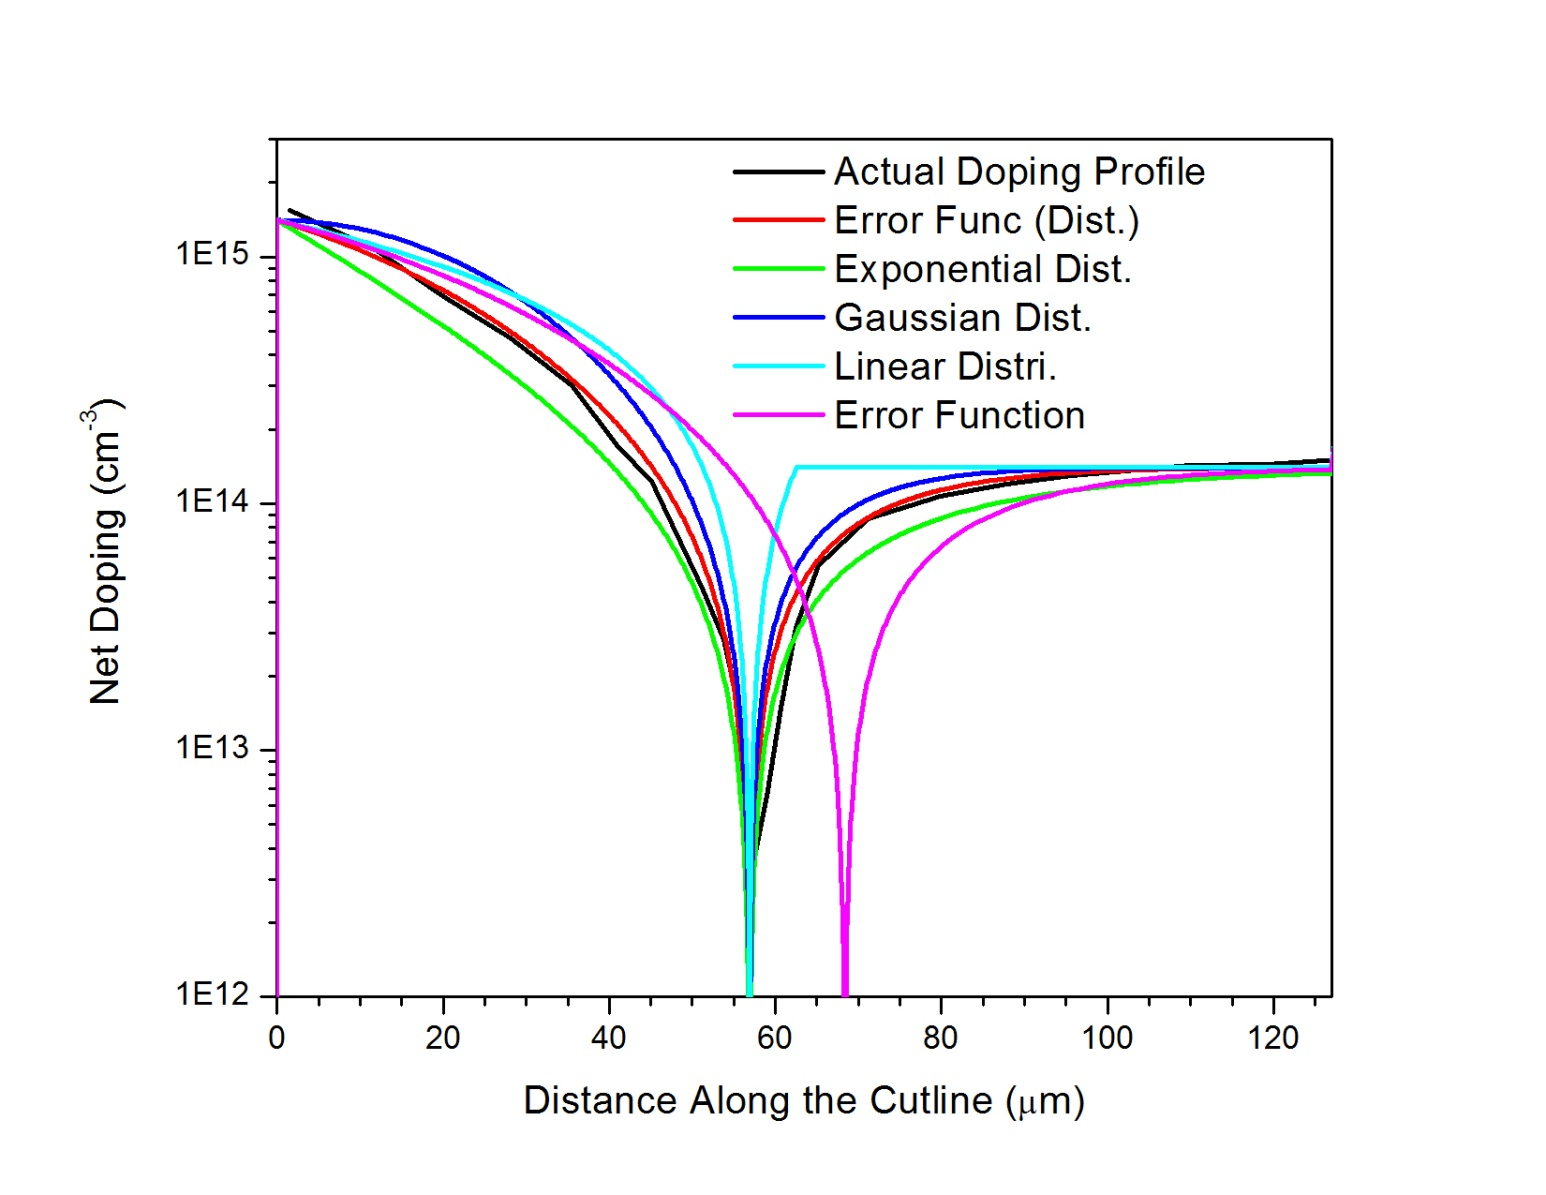 Actual Doping Profile
Error Func (Dist.)
Exponential Dist.
Gaussian Dist.
Linear Distri.
Error Function
1E15
1E14
1E13
1E12
0 20 40 60 80 100 120
Net Doping (cm-3)
Distance Along the Cutline (μm)